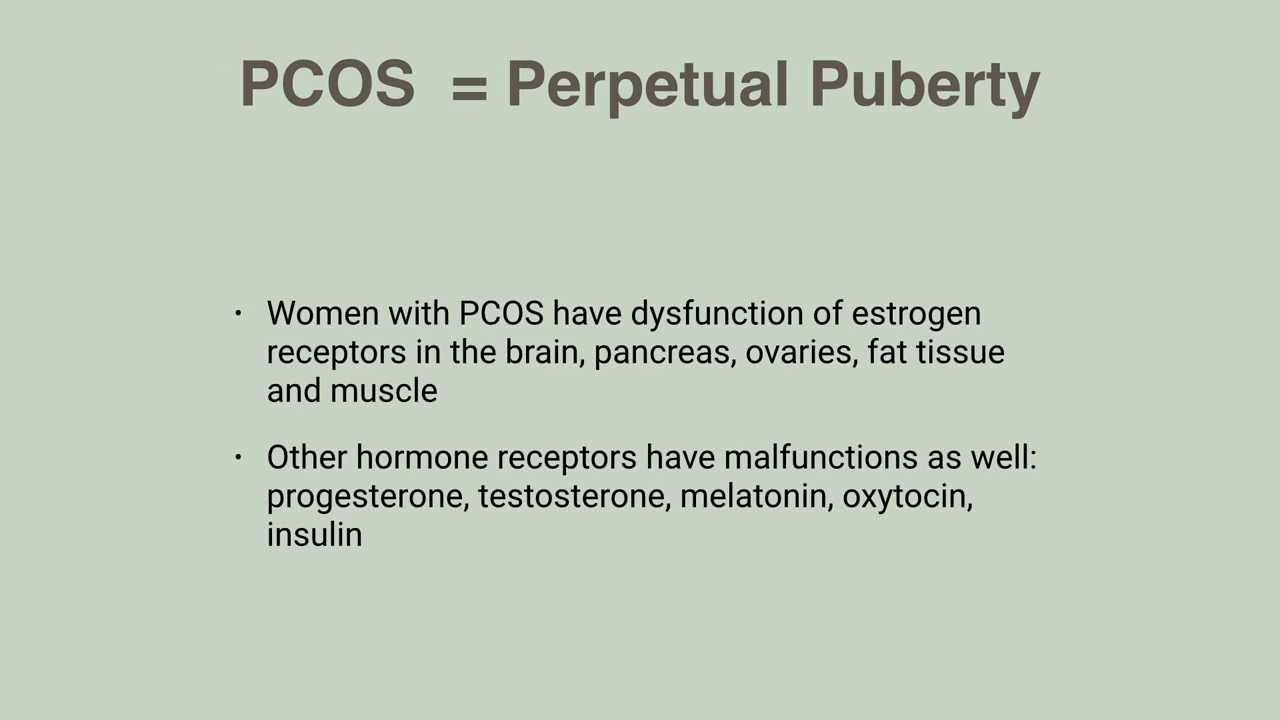 PCOS = Perpetual Puberty
• Women with PCOS have dysfunction of estrogen
receptors in the brain, pancreas, ovaries, fat tissue
and muscle
• Other hormone receptors have malfunctions as well:
progesterone, testosterone, melatonin, oxytocin,
insulin